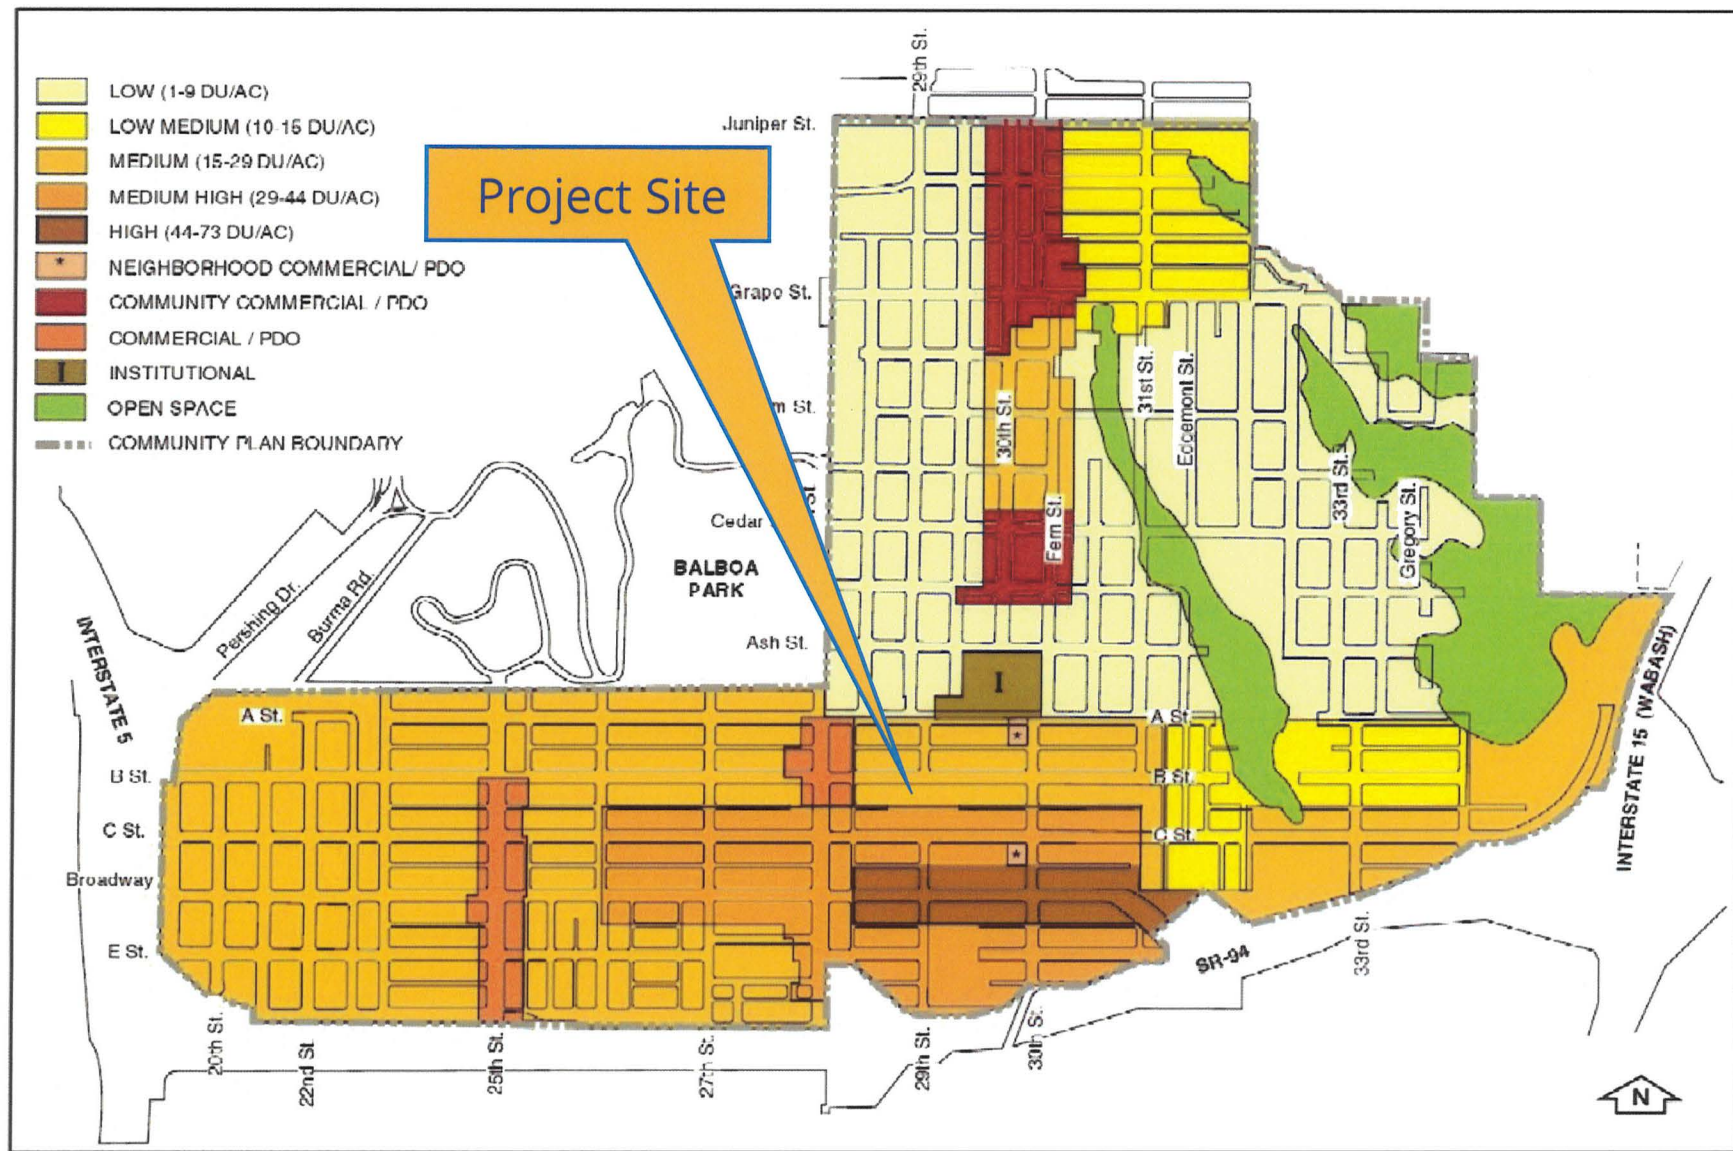 LOW (1-9 DU/AC)
LOW MEDIUM (10-15 DU/AC)
MEDIUM (15-29 DU/AC)
MEDIUM HIGH (29-44 DU/AC)
HIGH (44-73 DU/AC)
* NEIGHBORHOOD COMMERCIAL/ PDO
COMMUNITY COMMERCIAL / PDO
COMMERCIAL / PDO
I INSTITUTIONAL
OPEN SPACE
COMMUNITY PLAN BOUNDARY
Project Site
29th St.
Juniper St.
Grape St.
m St.
30th St.
31st St.
Edgemont St.
33rd St.
Gregory St.
Fern St.
Cedar
BALBOA
PARK
Ash St.
Pershing Dr.
Burma Rd.
INTERSTATE 5
INTERSTATE 15 (WABASH)
I
A St.
A St.
*
B St.
B St.
C St.
C St.
*
Broadway
E St.
SR-94
33rd St.
20th St.
22nd St.
25th St.
27th St.
29th St.
30th St.
N